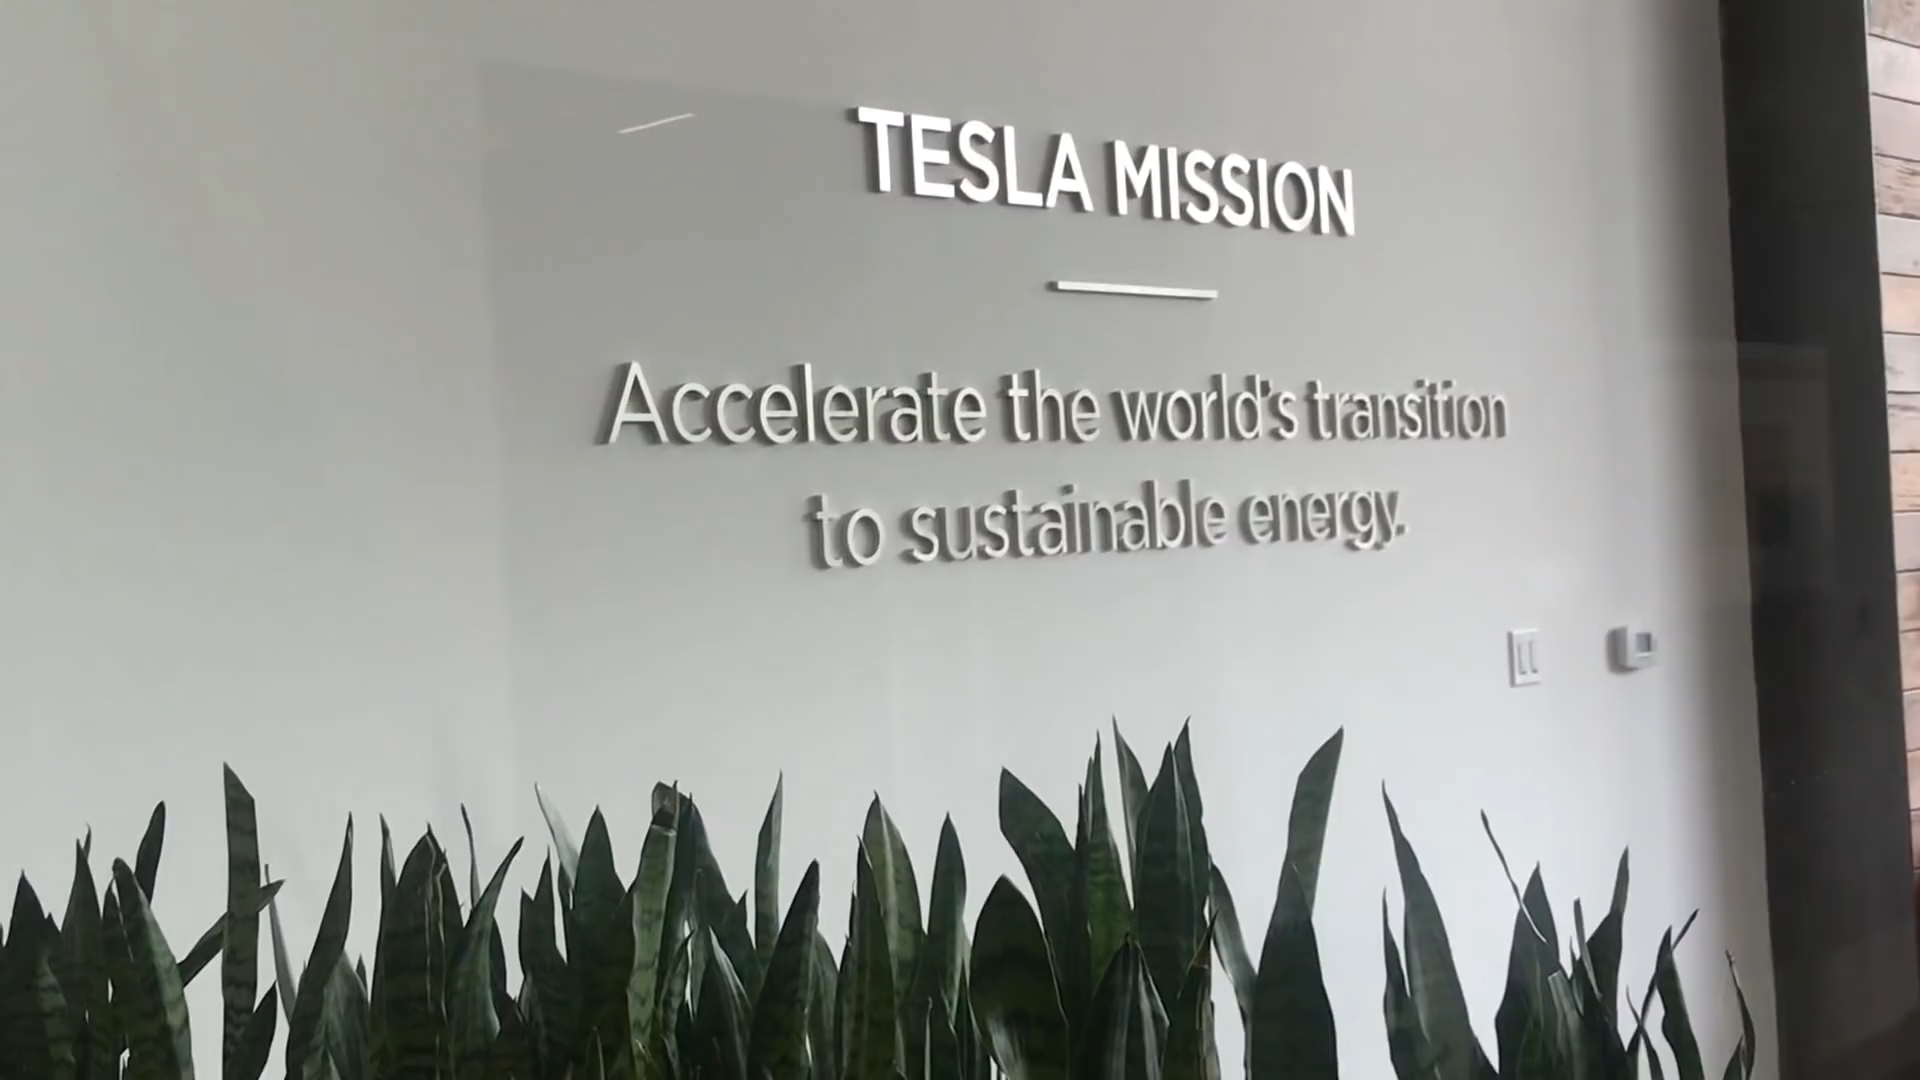 TESLA MISSION
Accelerate the world's transition
to sustainable energy.